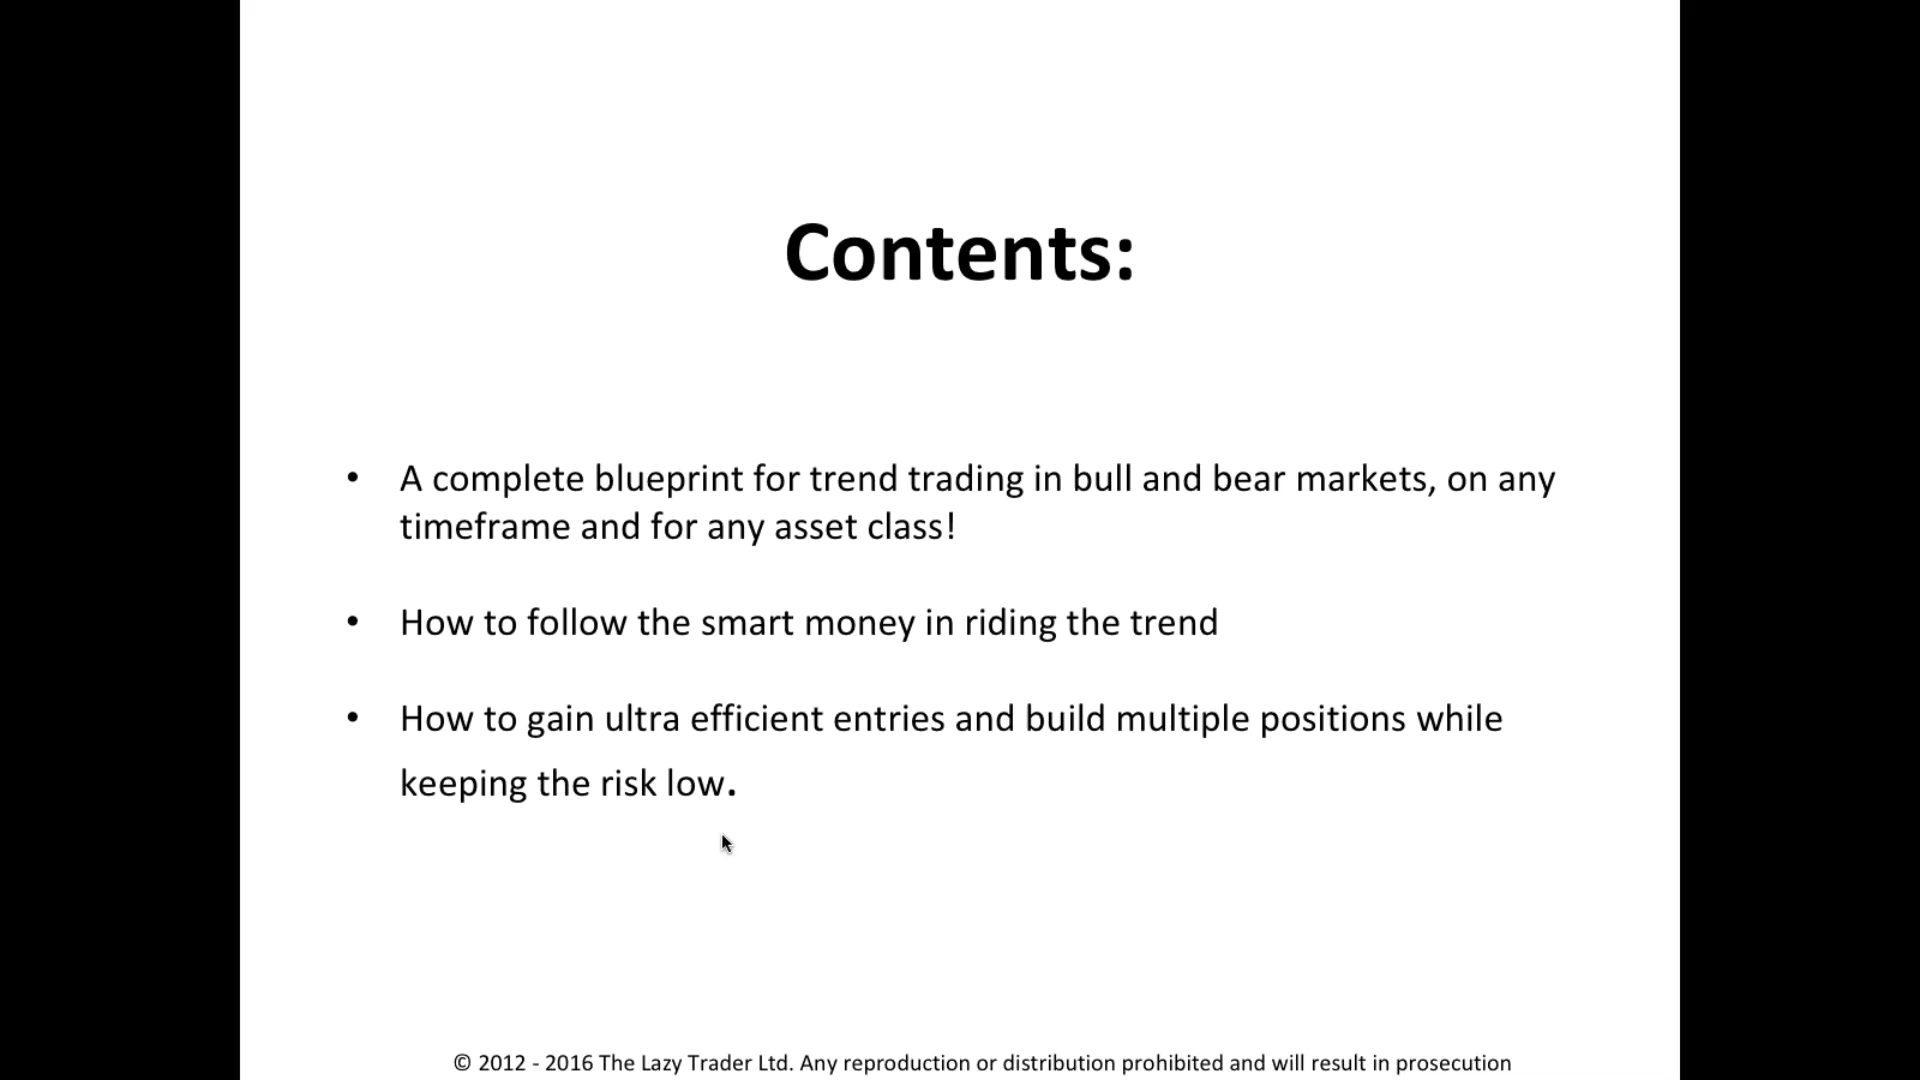 Contents:
• A complete blueprint for trend trading in bull and bear markets, on any
timeframe and for any asset class!
• How to follow the smart money in riding the trend
• How to gain ultra efficient entries and build multiple positions while
keeping the risk low.
© 2012 - 2016 The Lazy Trader Ltd. Any reproduction or distribution prohibited and will result in prosecution